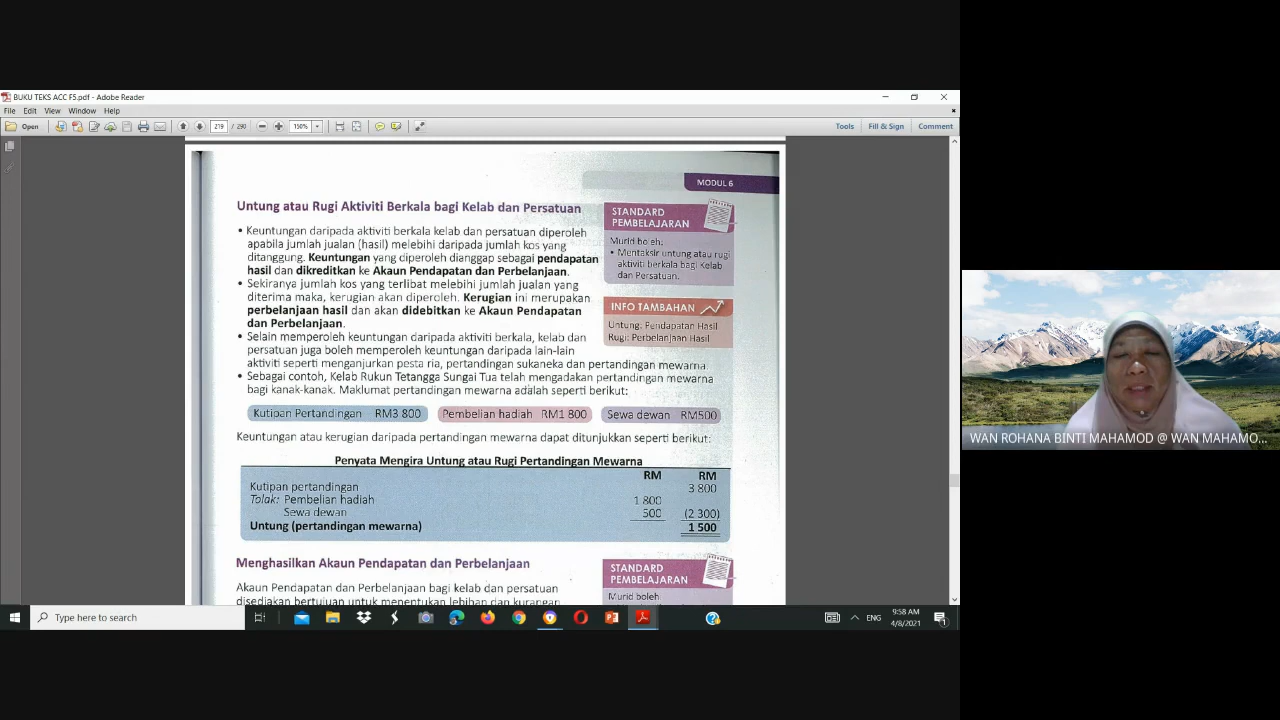 BUKU TEKS ACC F5.pdf - Adobe Reader
File Edit View Window Help
Open 219 / 290 150% Tools Fill & Sign Comment
MODUL 6
Untung atau Rugi Aktiviti Berkala bagi Kelab dan Persatuan
• Keuntungan daripada aktiviti berkala kelab dan persatuan diperoleh
apabila jumlah jualan (hasil) melebihi daripada jumlah kos yang
ditanggung. Keuntungan yang diperoleh dianggap sebagai pendapatan
hasil dan dikreditkan ke Akaun Pendapatan dan Perbelanjaan.
• Sekiranya jumlah kos yang terlibat melebihi jumlah jualan yang
diterima maka, kerugian akan diperoleh. Kerugian ini merupakan
perbelanjaan hasil dan akan didebitkan ke Akaun Pendapatan
dan Perbelanjaan.
• Selain memperoleh keuntungan daripada aktiviti berkala, kelab dan
persatuan juga boleh memperoleh keuntungan daripada lain-lain
aktiviti seperti menganjurkan pesta ria, pertandingan sukaneka dan pertandingan mewarna.
• Sebagai contoh, Kelab Rukun Tetangga Sungai Tua telah mengadakan pertandingan mewarna
bagi kanak-kanak. Maklumat pertandingan mewarna adalah seperti berikut:
STANDARD
PEMBELAJARAN
Murid boleh:
• Mentaksir untung atau rugi
aktiviti berkala bagi Kelab
dan Persatuan.
INFO TAMBAHAN
Untung: Pendapatan Hasil
Rugi: Perbelanjaan Hasil
Kutipan Pertandingan RM3 800 Pembelian hadiah RM1 800 Sewa dewan RM500
Keuntungan atau kerugian daripada pertandingan mewarna dapat ditunjukkan seperti berikut:
Penyata Mengira Untung atau Rugi Pertandingan Mewarna
RM RM
Kutipan pertandingan 3 800
Tolak: Pembelian hadiah 1 800
Sewa dewan 500 (2 300)
Untung (pertandingan mewarna) 1 500
Menghasilkan Akaun Pendapatan dan Perbelanjaan
Akaun Pendapatan dan Perbelanjaan bagi kelab dan persatuan
disediakan bertujuan untuk menentukan lebihan dan kurangan
STANDARD
PEMBELAJARAN
Murid boleh
WAN ROHANA BINTI MAHAMOD @ WAN MAHAMO...
Type here to search
ENG
9:58 AM
4/8/2021
1